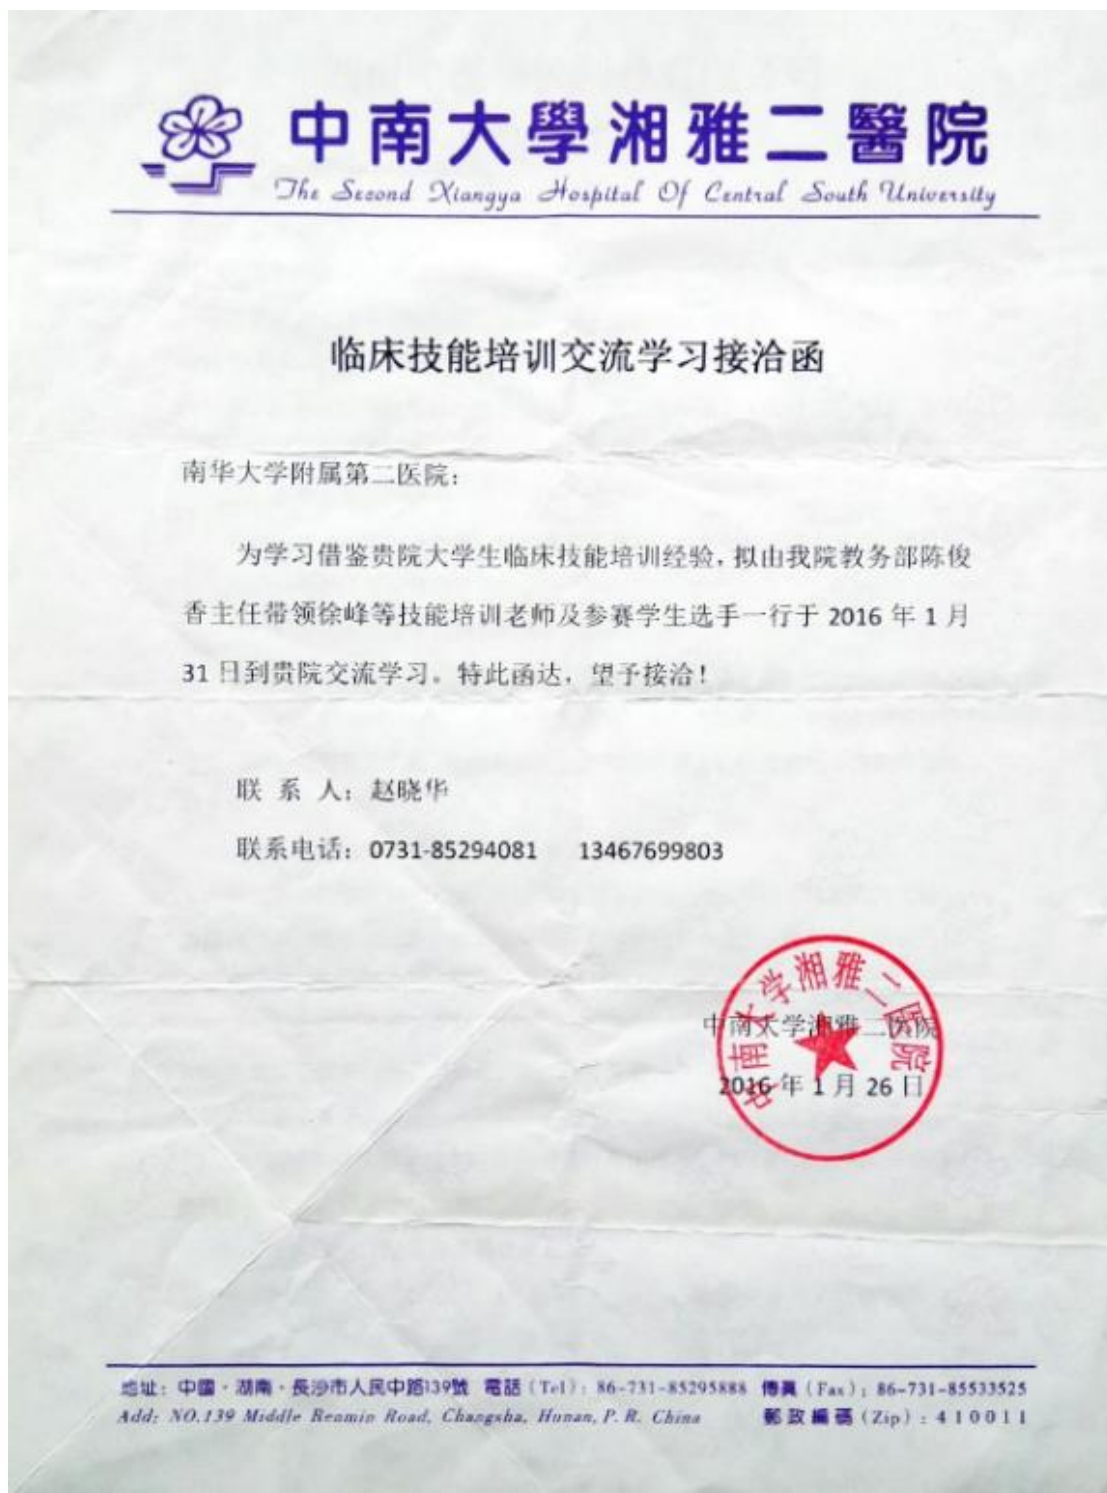 中南大學湘雅二醫院
The Second Xiangya Hospital Of Central South University
临床技能培训交流学习接洽函
南华大学附属第二医院：
为学习借鉴贵院大学生临床技能培训经验，拟由我院教务部陈俊
香主任带领徐峰等技能培训老师及参赛学生选手一行于 2016 年 1 月
31 日到贵院交流学习。特此函达，望予接洽！
联 系 人：赵晓华
联系电话：0731-85294081 13467699803
中南大学湘雅二医院
中南大学湘雅二医院
2016 年 1 月 26 日
地址：中國·湖南·長沙市人民中路139號 電話（Tel）：86-731-85295888 傳真（Fax）：86-731-85533525
Add: NO.139 Middle Renmin Road, Changsha, Hunan, P. R. China 郵政編碼（Zip）：410011